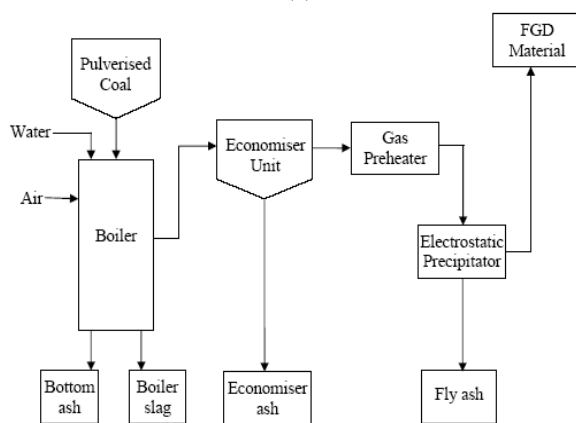 FGD
Material
Pulverised
Coal
Water
Economiser
Unit
Gas
Preheater
Air
Boiler
Electrostatic
Precipitator
Bottom
ash
Boiler
slag
Economiser
ash
Fly ash